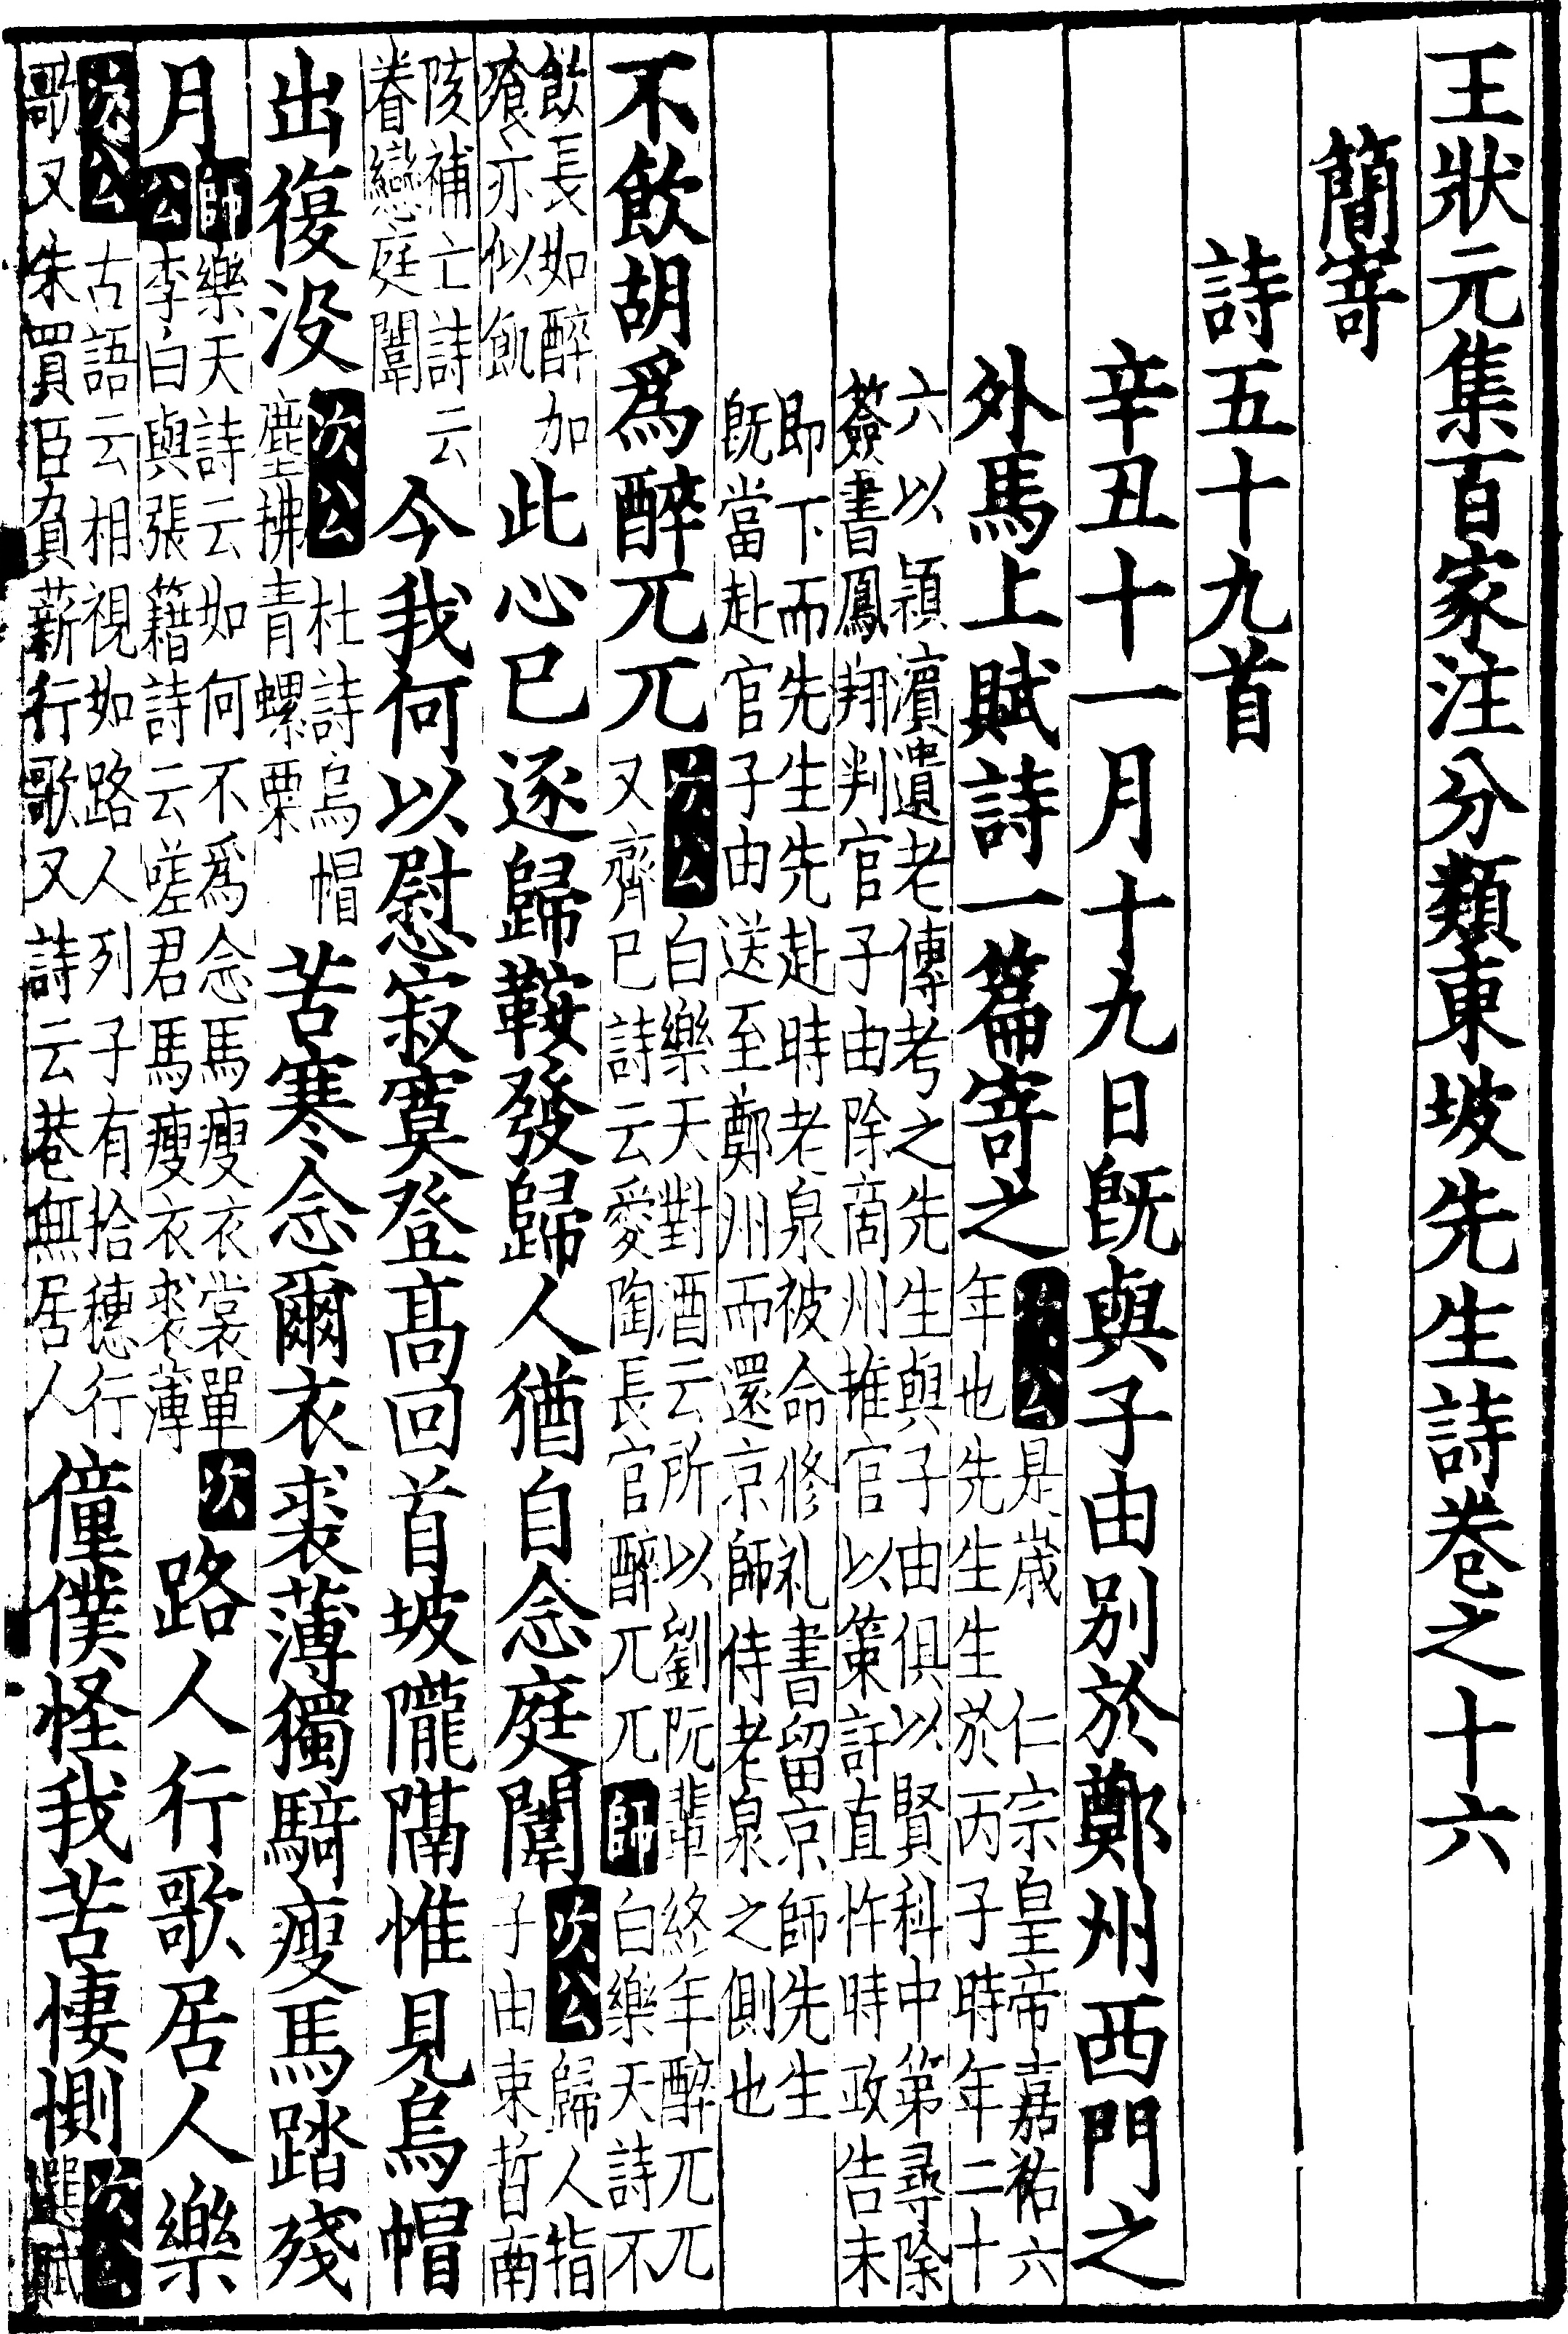 王狀元集百家注分類東坡先生詩卷之十六
簡寄
詩五十九首
辛丑十一月十九日旣與子由别於鄭州西門之
外馬上賦詩一篇寄之次公是歲 仁宗皇帝嘉祐六年也先生生於丙子時年二十
六以潁濵遺老傳考之先生與子由俱以賢科中第尋除簽書鳳翔判官子由除商州推官以策訐直忤時政告未
即下而先生先赴時老泉被命修礼書留京師先生旣當赴官子由送至鄭州而還京師侍老泉之側也
不飲胡爲醉兀兀次公白樂天對酒云所以劉阮輩終年醉兀兀又齊已詩云愛陶長官醉兀兀師白樂天詩不
飲長如醉加飡亦似飢此心已逐歸鞍發歸人猶自念庭闈次公歸人指子由束晳南
陔補亡詩云眷戀庭闈今我何以慰寂寞登髙回首坡隴隔惟見烏帽
出復没次公杜詩烏帽塵拂青螺粟苦寒念爾衣裘薄獨騎瘦馬踏殘
月師樂天詩云如何不爲念馬瘦衣裳單次公李白與張籍詩云嗟君馬瘦衣裘薄路人行歌居人樂
次公古語云相視如路人列子有拾穗行歌又朱買臣負薪行歌又詩云巷無居人僮僕怪我苦悽惻次公選賦